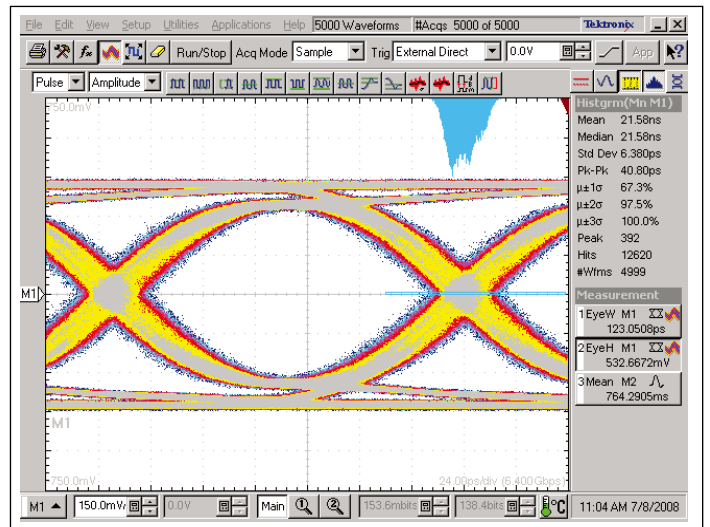 File Edit View Setup Utilities Applications Help 5000 Waveforms #Acqs 5000 of 5000 Tektronix
Run/Stop Acq Mode Sample Trig External Direct 0.0V App
Pulse Amplitude
750.0mV
Histgrm(Mn M1)
Mean 21.58ns
Median 21.58ns
Std Dev 6.380ps
Pk-Pk 40.80ps
µ±1σ 67.3%
µ±2σ 97.5%
µ±3σ 100.0%
Peak 392
Hits 12620
#Wfms 4999
M1
Measurement
1 EyeW M1
123.0508ps
2 EyeH M1
532.6672mV
3 Mean M2
764.2905ms
M1
-750.0mV 24.00ps/div (6.400Gbps)
M1 150.0mV 0.0V Main 1 2 153.6mbits 138.4bits °C 11:04 AM 7/8/2008